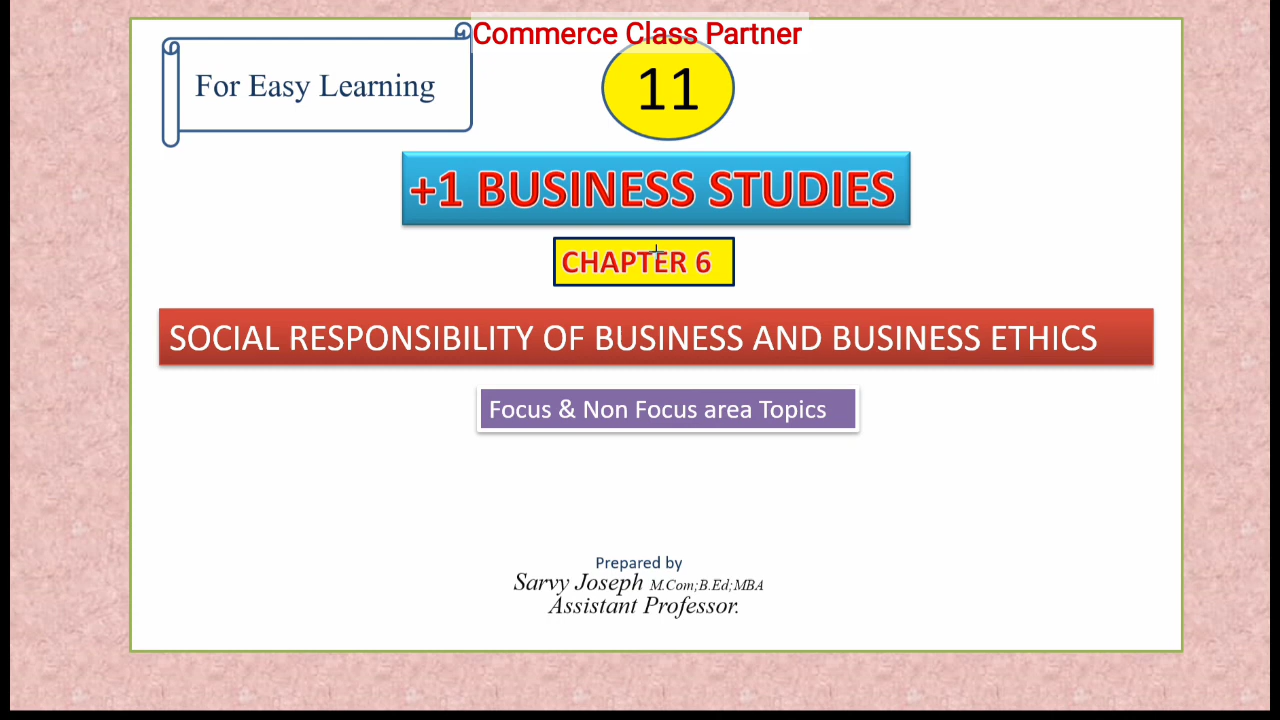 Commerce Class Partner
For Easy Learning
11
+1 BUSINESS STUDIES
CHAPTER 6
SOCIAL RESPONSIBILITY OF BUSINESS AND BUSINESS ETHICS
Focus & Non Focus area Topics
Prepared by
Sarvy Joseph M.Com;B.Ed;MBA
Assistant Professor.